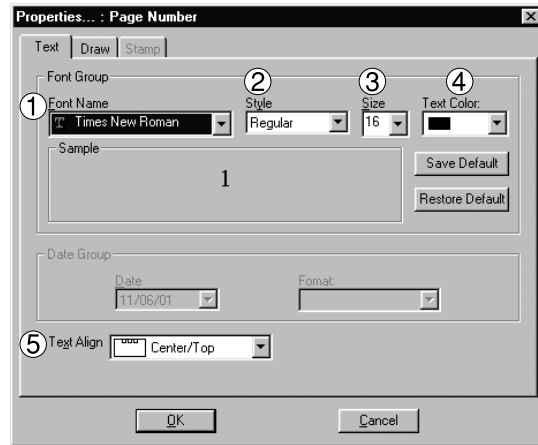 Properties... : Page Number
Text Draw Stamp
Font Group
① Font Name ② Style ③ Size ④ Text Color:
Times New Roman Regular 16
Sample
1
Save Default
Restore Default
Date Group
Date Fomat:
11/06/01
⑤ Text Align Center/Top
OK Cancel